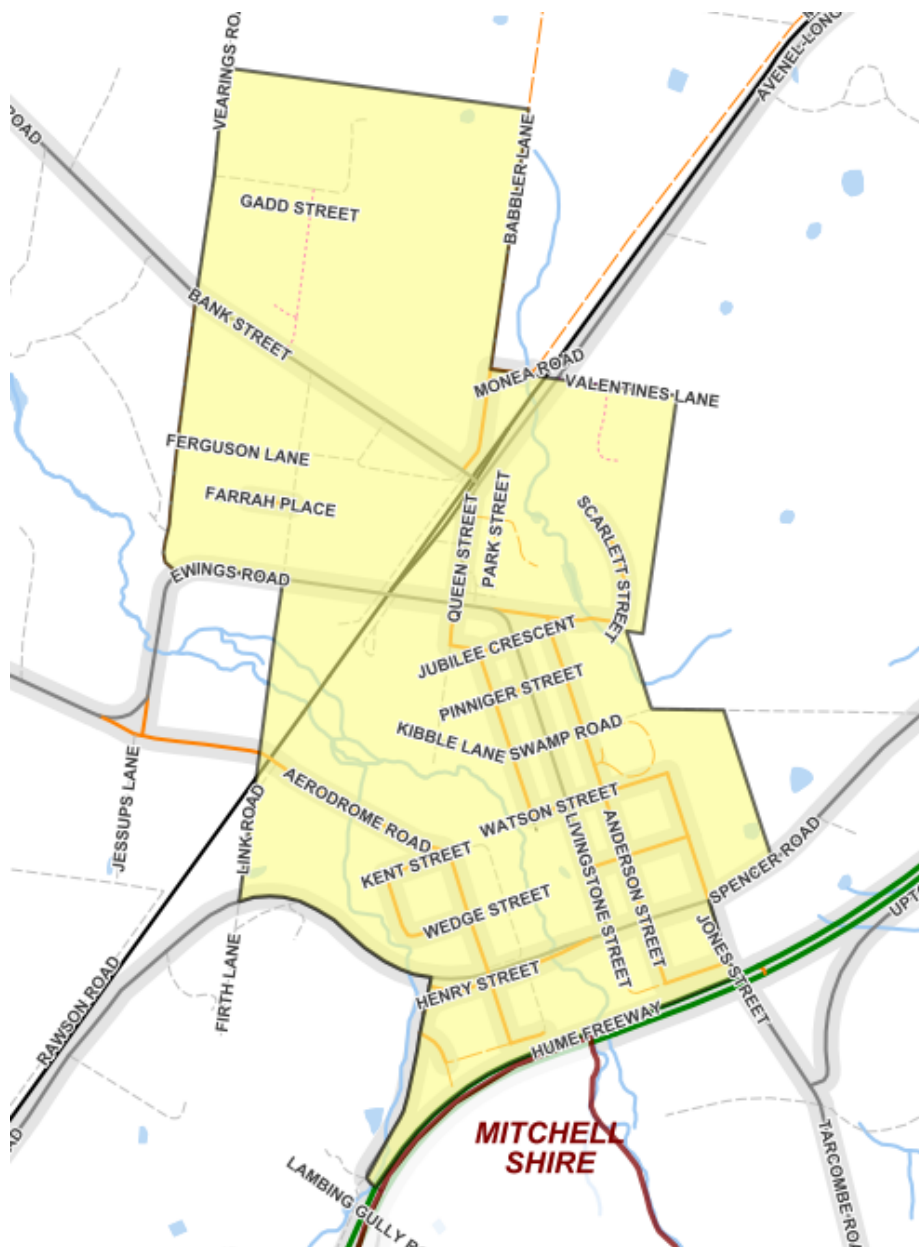 VEARINGS RO
AVENEL-LONG
ROAD
BABBLER LANE
GADD STREET
BANK STREET
MONEA ROAD
VALENTINES LANE
FERGUSON LANE
FARRAH PLACE
QUEEN STREET
PARK STREET
SCARLETT STREET
EWINGS ROAD
JUBILEE CRESCENT
PINNIGER STREET
KIBBLE LANE
SWAMP ROAD
JESSUPS LANE
LINK ROAD
AERODROME ROAD
WATSON STREET
KENT STREET
LIVINGSTONE STREET
ANDERSON STREET
SPENCER ROAD
WEDGE STREET
UPTO
JONES STREET
FIRTH LANE
HENRY STREET
RAWSON ROAD
HUME FREEWAY
MITCHELL
SHIRE
TARCOMBE ROA
AD
LAMBING GULLY R